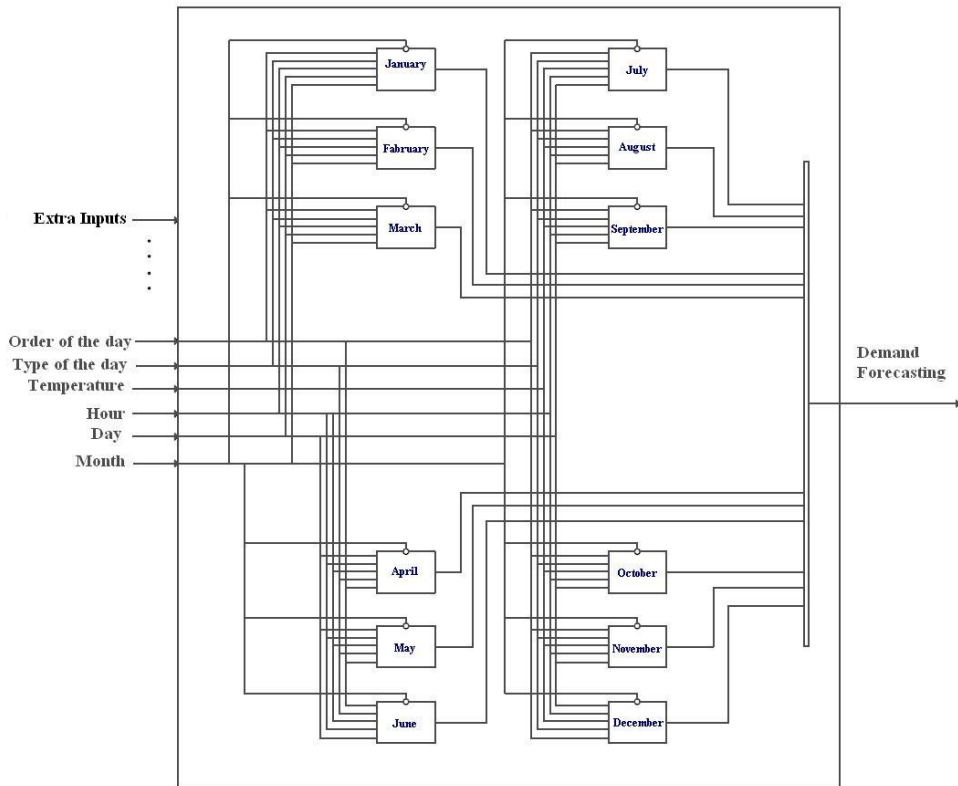 January
Fabruary
March
July
August
September
Extra Inputs
Order of the day
Type of the day
Temperature
Hour
Day
Month
Demand
Forecasting
April
May
June
October
November
December